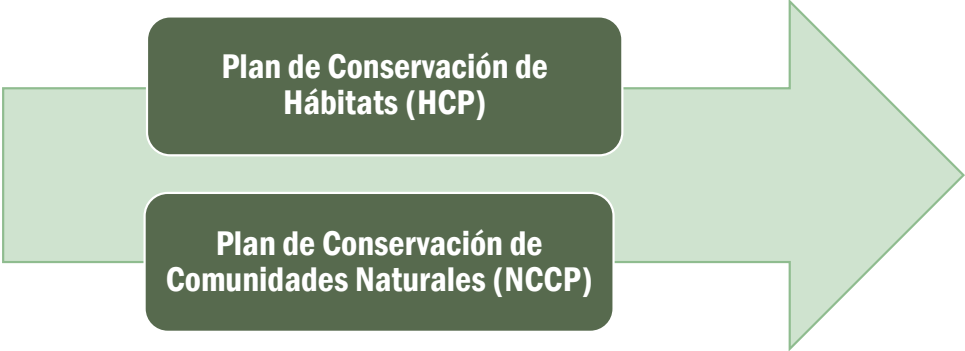 Plan de Conservación de
Hábitats (HCP)
Plan de Conservación de
Comunidades Naturales (NCCP)